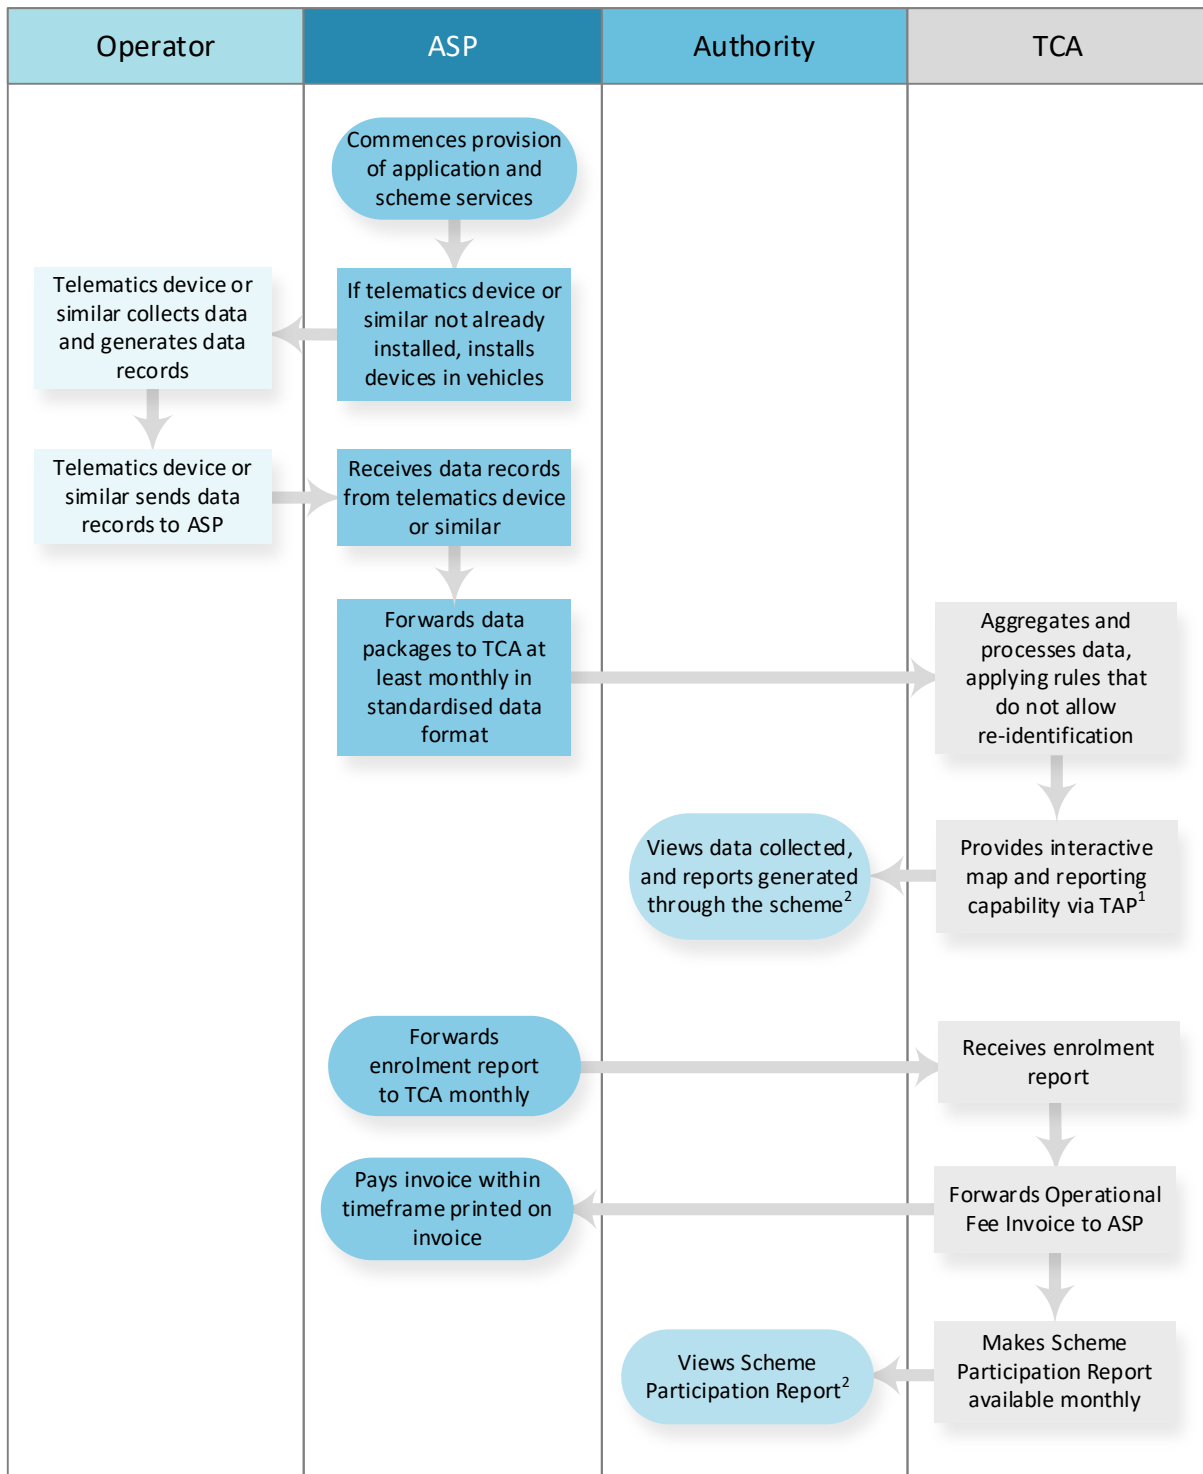 Operator
ASP
Authority
TCA
Commences provision
of application and
scheme services
Telematics device or
similar collects data
and generates data
records
If telematics device or
similar not already
installed, installs
devices in vehicles
Telematics device or
similar sends data
records to ASP
Receives data records
from telematics device
or similar
Forwards data
packages to TCA at
least monthly in
standardised data
format
Aggregates and
processes data,
applying rules that
do not allow
re-identification
Views data collected,
and reports generated
through the scheme²
Provides interactive
map and reporting
capability via TAP¹
Forwards
enrolment report
to TCA monthly
Receives enrolment
report
Pays invoice within
timeframe printed on
invoice
Forwards Operational
Fee Invoice to ASP
Views Scheme
Participation Report²
Makes Scheme
Participation Report
available monthly